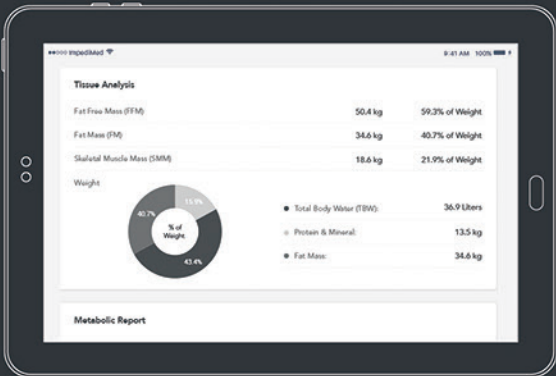 ImpediMed 9:41 AM 100%
Tissue Analysis
Fat Free Mass (FFM) 50.4 kg 59.3% of Weight
Fat Mass (FM) 34.6 kg 40.7% of Weight
Skeletal Muscle Mass (SMM) 18.6 kg 21.9% of Weight
Weight
15.9%
40.7%
% of
Weight
43.4%
Total Body Water (TBW): 36.9 Liters
Protein & Mineral: 13.5 kg
Fat Mass: 34.6 kg
Metabolic Report